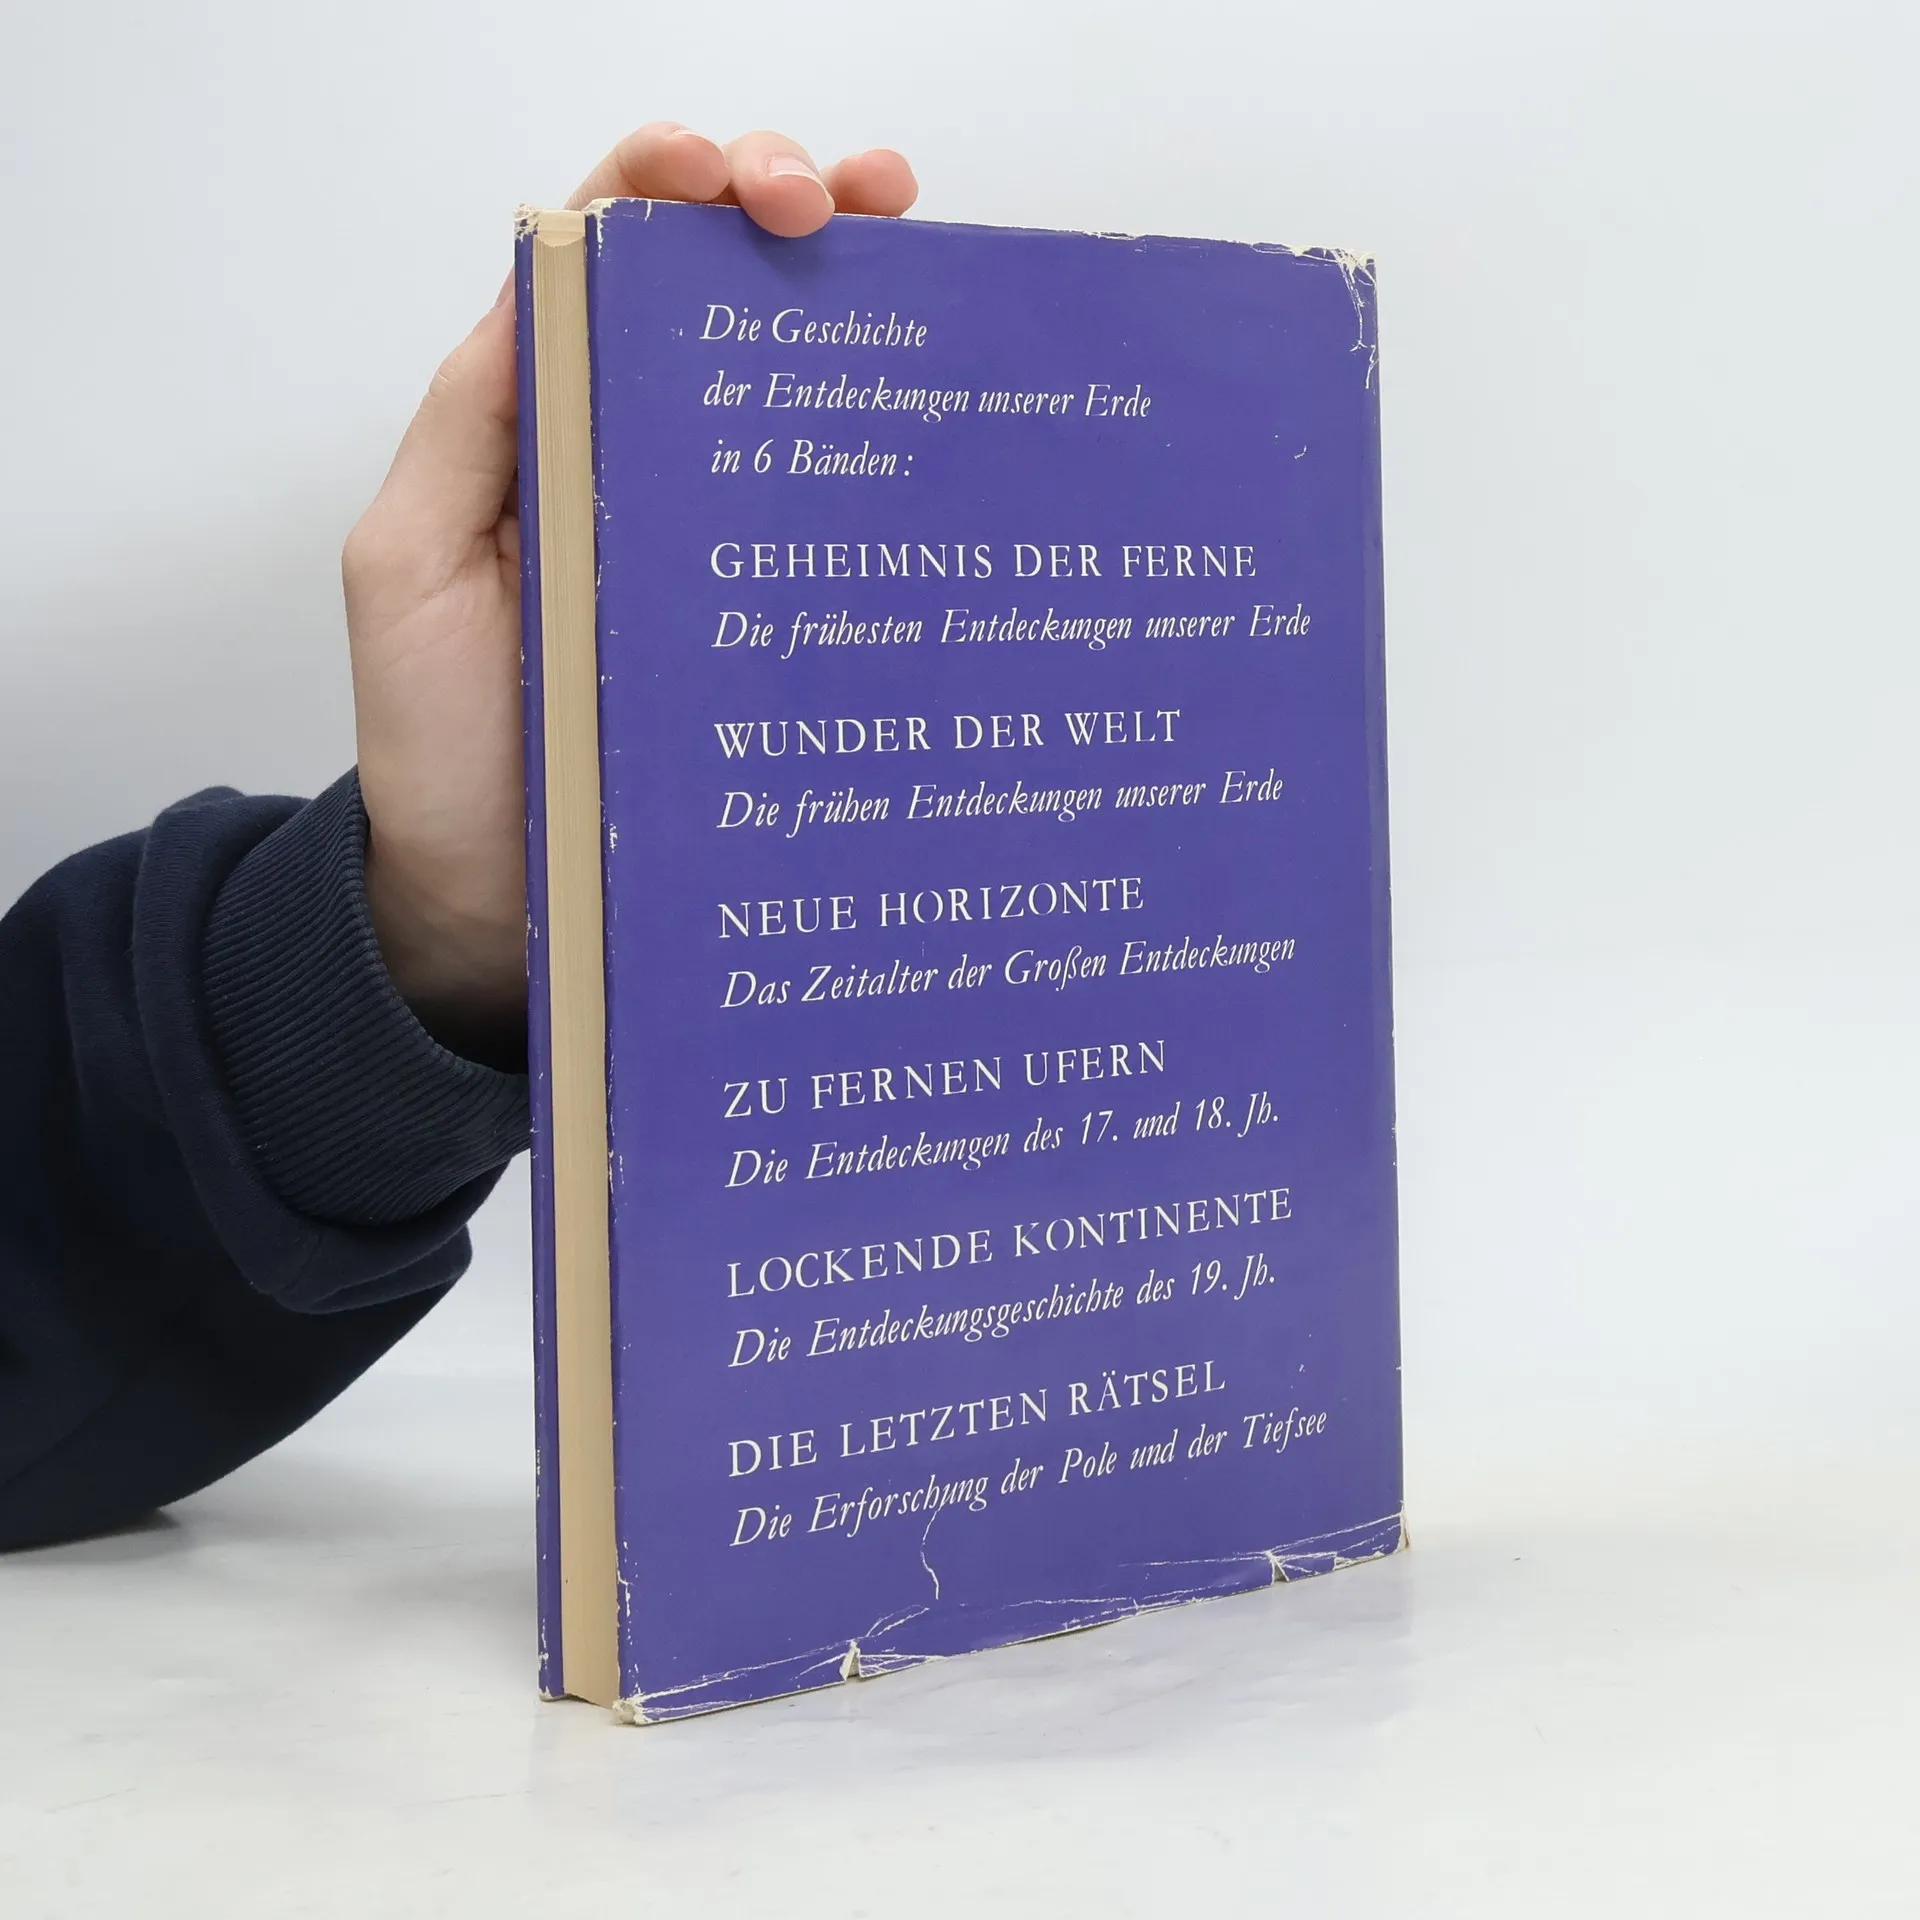 Die Geschichte
der Entdeckungen unserer Erde
in 6 Bänden:
GEHEIMNIS DER FERNE
Die frühesten Entdeckungen unserer Erde
WUNDER DER WELT
Die frühen Entdeckungen unserer Erde
NEUE HORIZONTE
Das Zeitalter der Großen Entdeckungen
ZU FERNEN UFERN
Die Entdeckungen des 17. und 18. Jh.
LOCKENDE KONTINENTE
Die Entdeckungsgeschichte des 19. Jh.
DIE LETZTEN RÄTSEL
Die Erforschung der Pole und der Tiefsee